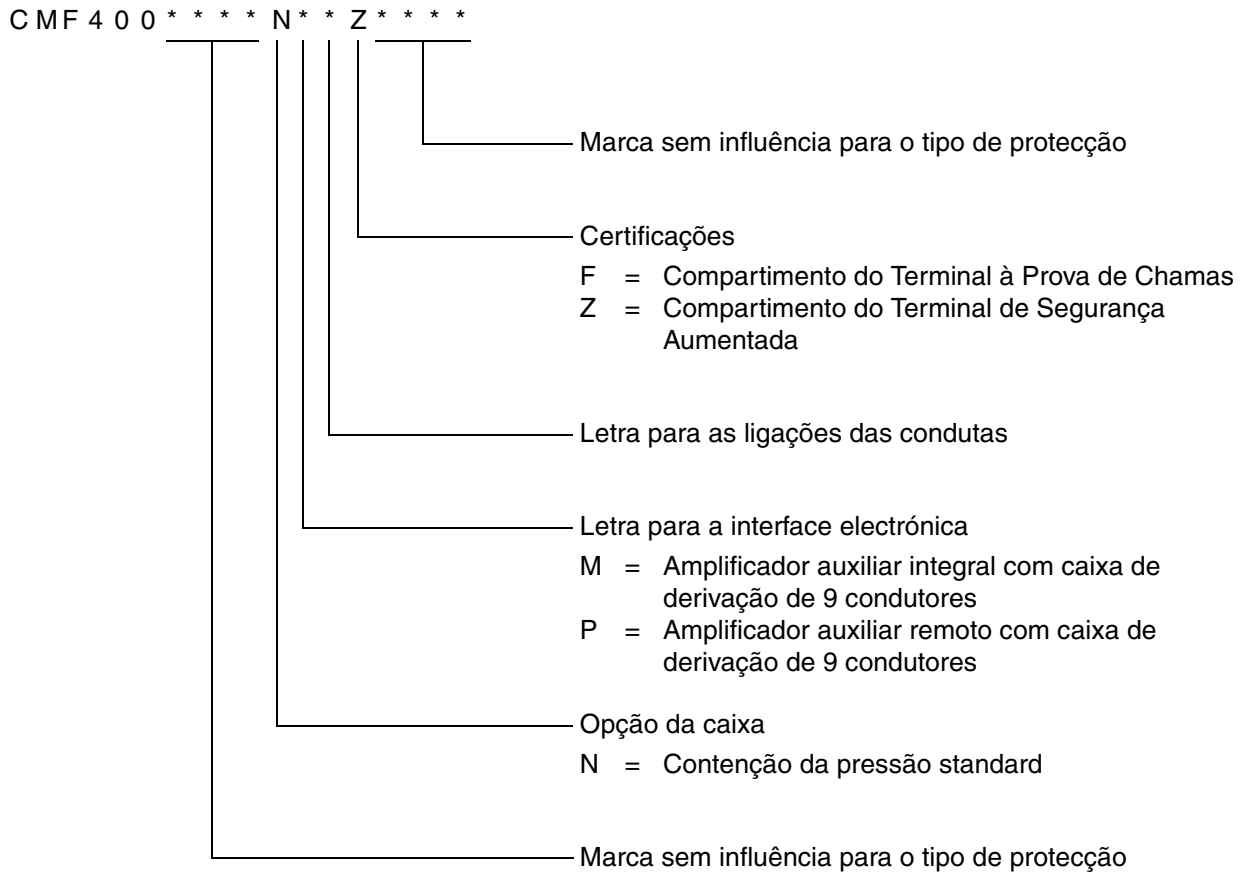 CMF400****N**Z****
Marca sem influência para o tipo de protecção
Certificações
F = Compartimento do Terminal à Prova de Chamas
Z = Compartimento do Terminal de Segurança
Aumentada
Letra para as ligações das condutas
Letra para a interface electrónica
M = Amplificador auxiliar integral com caixa de
derivação de 9 condutores
P = Amplificador auxiliar remoto com caixa de
derivação de 9 condutores
Opção da caixa
N = Contenção da pressão standard
Marca sem influência para o tipo de protecção